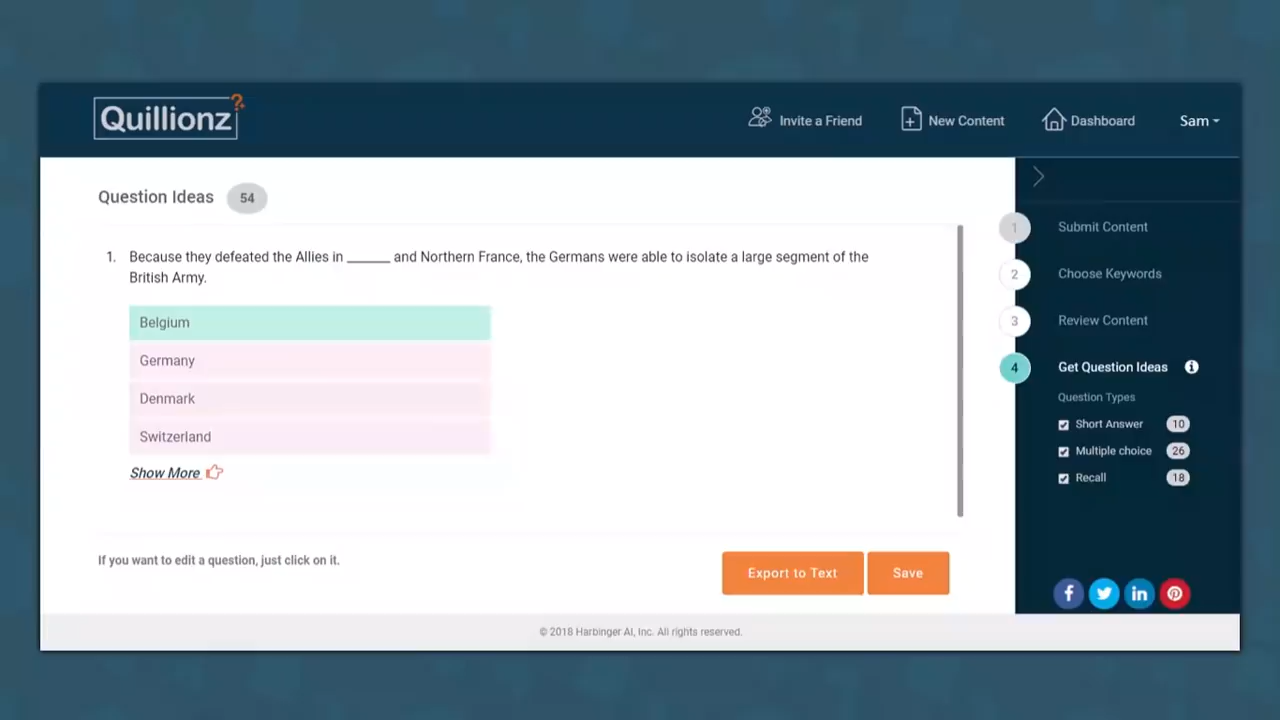 Quillionz?
Invite a Friend
New Content
Dashboard
Sam
Question Ideas 54
1. Because they defeated the Allies in ______ and Northern France, the Germans were able to isolate a large segment of the
British Army.
Belgium
Germany
Denmark
Switzerland
Show More
If you want to edit a question, just click on it.
Export to Text
Save
1 Submit Content
2 Choose Keywords
3 Review Content
4 Get Question Ideas i
Question Types
Short Answer 10
Multiple choice 26
Recall 18
f in
© 2018 Harbinger AI, Inc. All rights reserved.